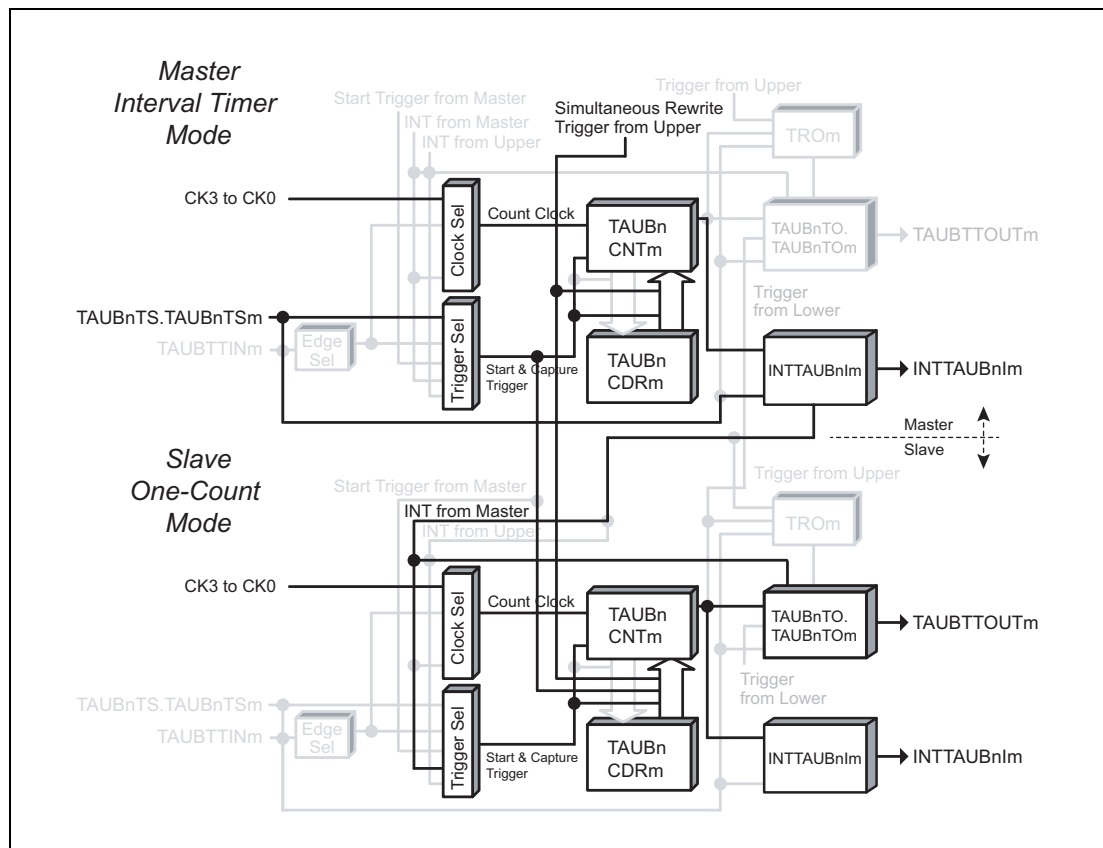 Master
Interval Timer
Mode
Start Trigger from Master
INT from Master
INT from Upper
Simultaneous Rewrite
Trigger from Upper
Trigger from Upper
TROm
CK3 to CK0
Clock Sel
Count Clock
TAUBn
CNTm
TAUBnTO.
TAUBnTOm
TAUBTTOUTm
Trigger
from Lower
TAUBnTS.TAUBnTSm
TAUBTTINm
Edge
Sel
Trigger Sel
Start & Capture
Trigger
TAUBn
CDRm
INTTAUBnIm
INTTAUBnIm
Master
Slave
Slave
One-Count
Mode
Start Trigger from Master
INT from Master
INT from Upper
Trigger from Upper
TROm
CK3 to CK0
Clock Sel
Count Clock
TAUBn
CNTm
TAUBnTO.
TAUBnTOm
TAUBTTOUTm
Trigger
from Lower
TAUBnTS.TAUBnTSm
TAUBTTINm
Edge
Sel
Trigger Sel
Start & Capture
Trigger
TAUBn
CDRm
INTTAUBnIm
INTTAUBnIm